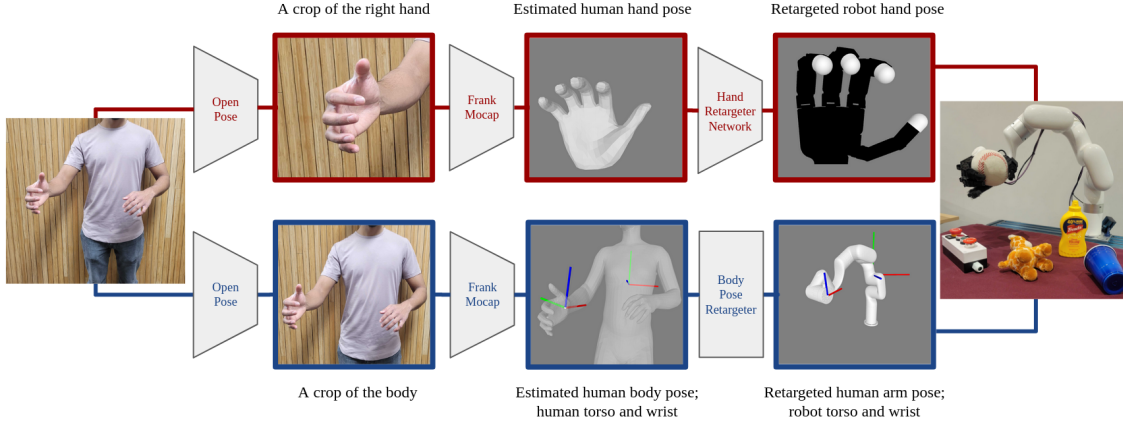 A crop of the right hand
Estimated human hand pose
Retargeted robot hand pose
Open
Pose
Frank
Mocap
Hand
Retargeter
Network
Open
Pose
Frank
Mocap
Body
Pose
Retargeter
A crop of the body
Estimated human body pose;
human torso and wrist
Retargeted human arm pose;
robot torso and wrist